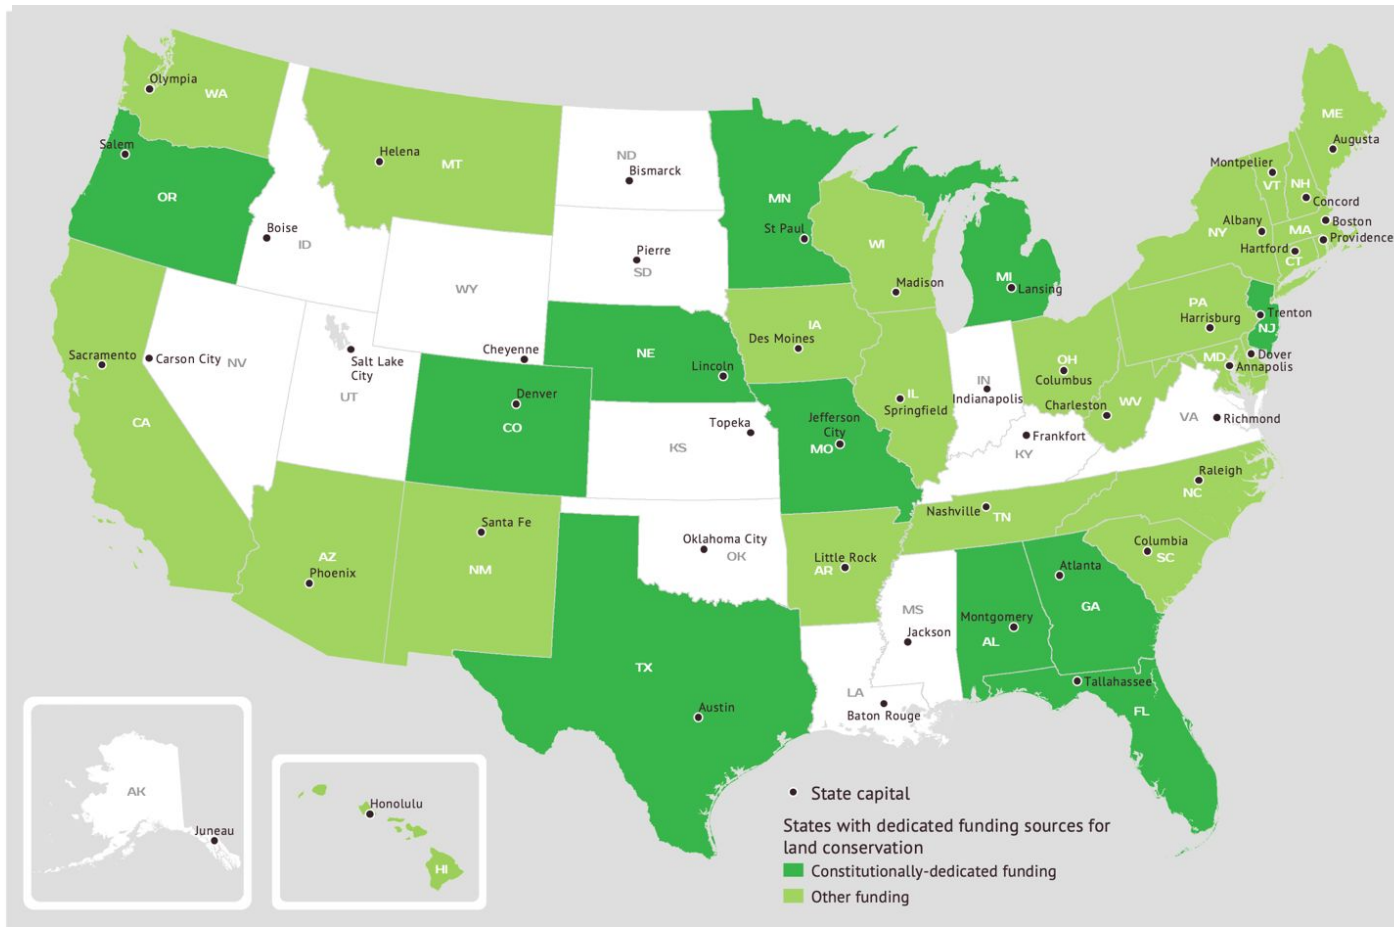 Olympia
WA
Salem
OR
Helena
MT
Boise
ID
ND
Bismarck
Pierre
SD
WY
Cheyenne
Sacramento
CA
Carson City
NV
Salt Lake
City
UT
Denver
CO
NE
Lincoln
Topeka
KS
MN
St Paul
WI
Madison
IA
Des Moines
Jefferson
City
MO
IL
Springfield
MI
Lansing
IN
Indianapolis
OH
Columbus
Frankfort
KY
Charleston
WV
VA
Richmond
PA
Harrisburg
NY
Albany
Montpelier
VT
NH
Concord
ME
Augusta
Boston
MA
Providence
Hartford
CT
Trenton
NJ
Dover
MD
Annapolis
Raleigh
NC
Nashville
TN
Columbia
SC
Atlanta
GA
Montgomery
AL
Tallahassee
FL
MS
Jackson
LA
Baton Rouge
Little Rock
AR
Oklahoma City
OK
TX
Austin
Santa Fe
NM
AZ
Phoenix
AK
Juneau
Honolulu
HI
State capital
States with dedicated funding sources for
land conservation
Constitutionally-dedicated funding
Other funding